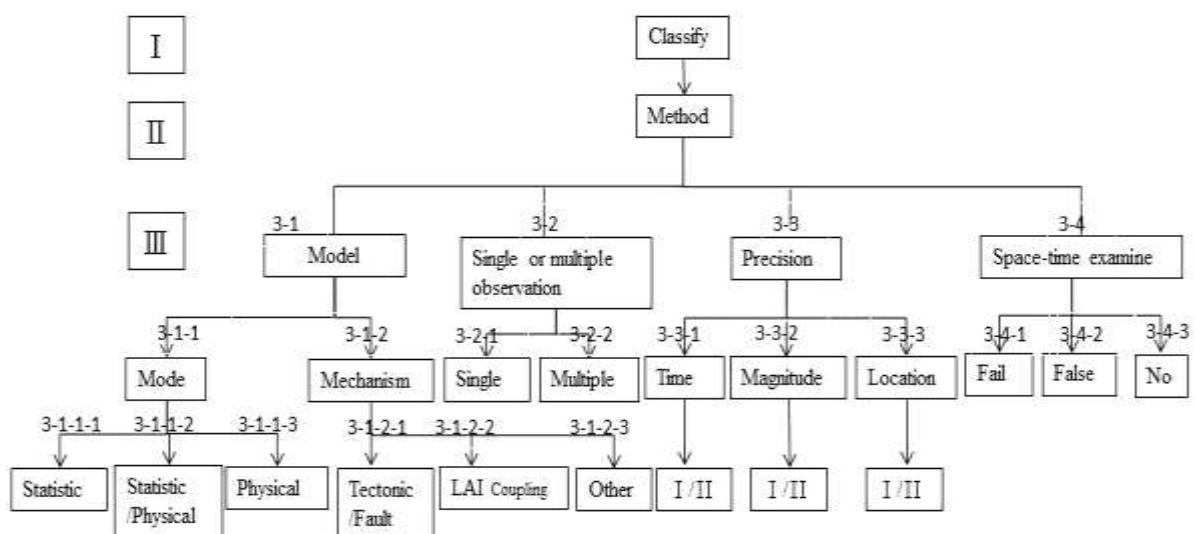 I
Classify
II
Method
III
3-1
3-2
3-3
3-4
Model
Single or multiple
observation
Precision
Space-time examine
3-1-1
3-1-2
3-2-1
3-2-2
3-3-1
3-3-2
3-3-3
3-4-1
3-4-2
3-4-3
Mode
Mechanism
Single
Multiple
Time
Magnitude
Location
Fail
False
No
3-1-1-1
3-1-1-2
3-1-1-3
3-1-2-1
3-1-2-2
3-1-2-3
Statistic
Statistic
/Physical
Physical
Tectonic
/Fault
LAI Coupling
Other
I /II
I /II
I /II